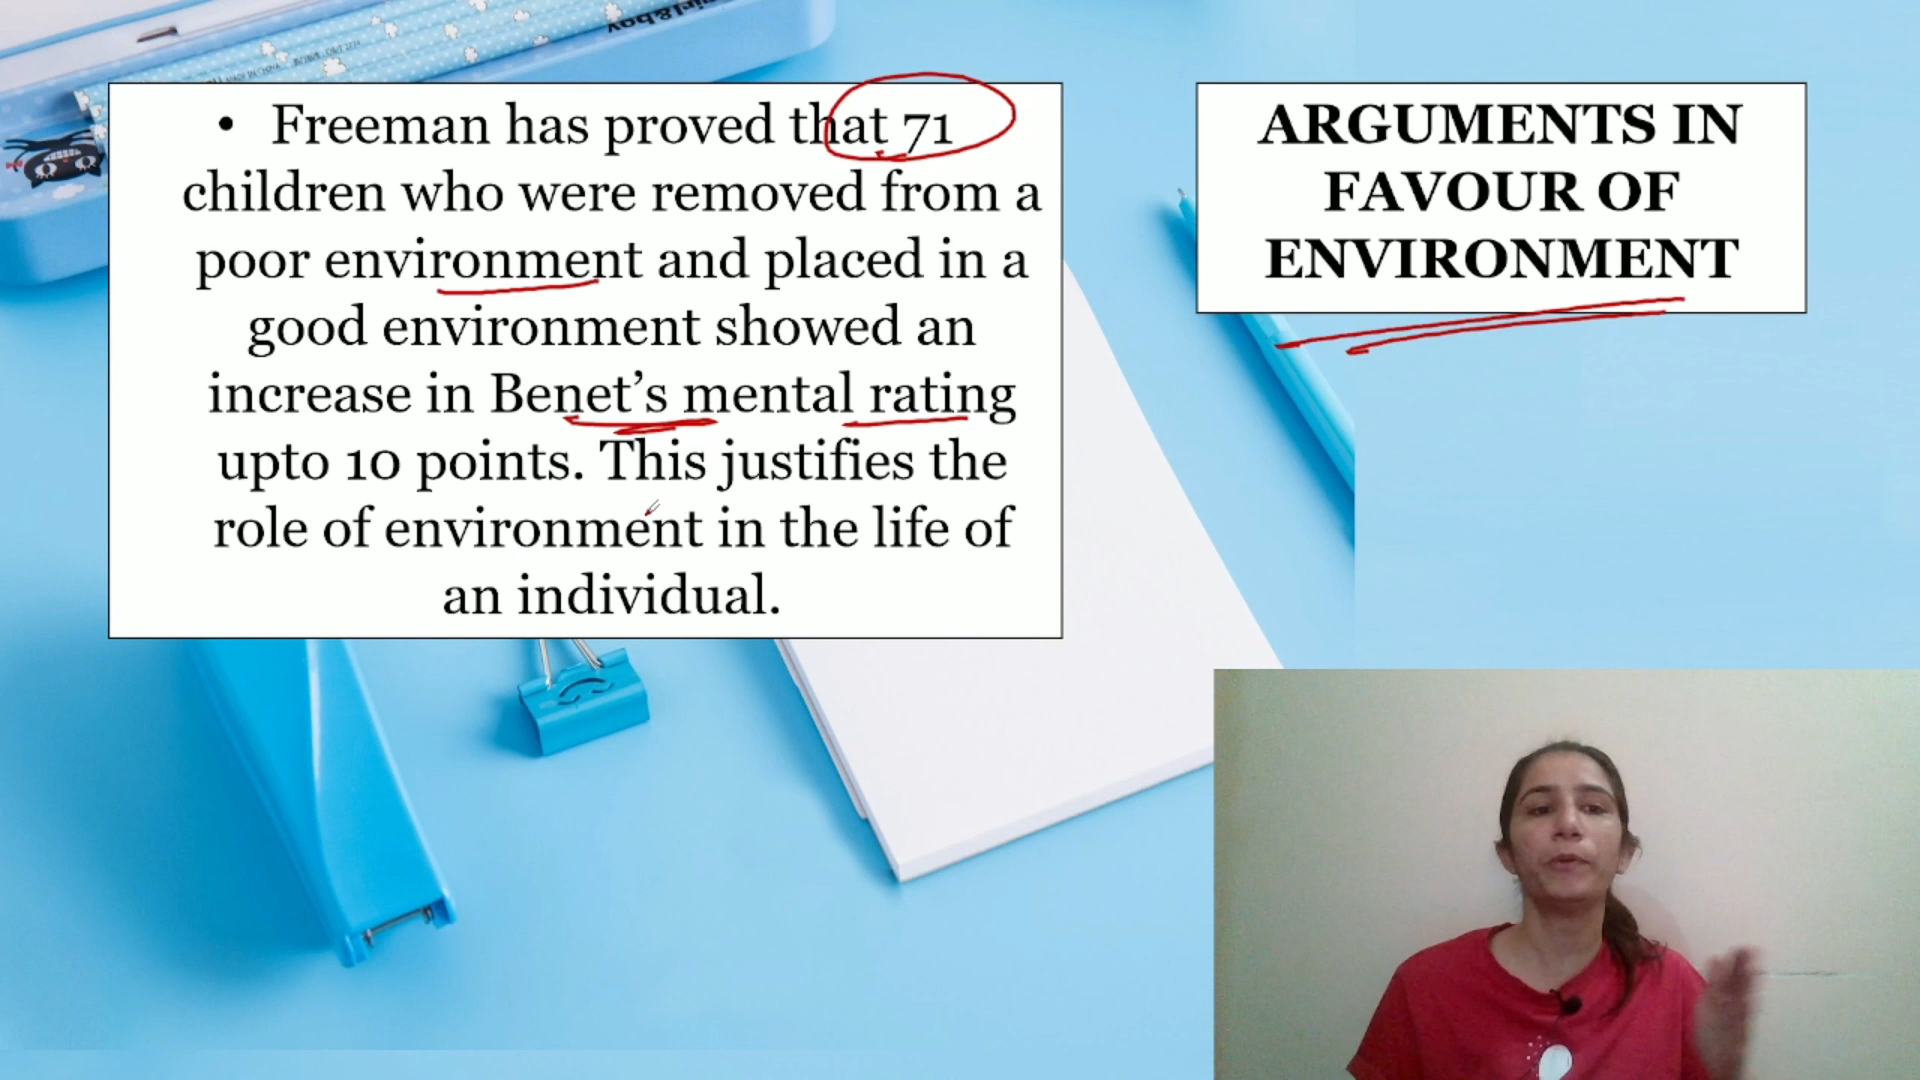 girl&boy
• Freeman has proved that 71
children who were removed from a
poor environment and placed in a
good environment showed an
increase in Benet’s mental rating
upto 10 points. This justifies the
role of environment in the life of
an individual.
ARGUMENTS IN
FAVOUR OF
ENVIRONMENT